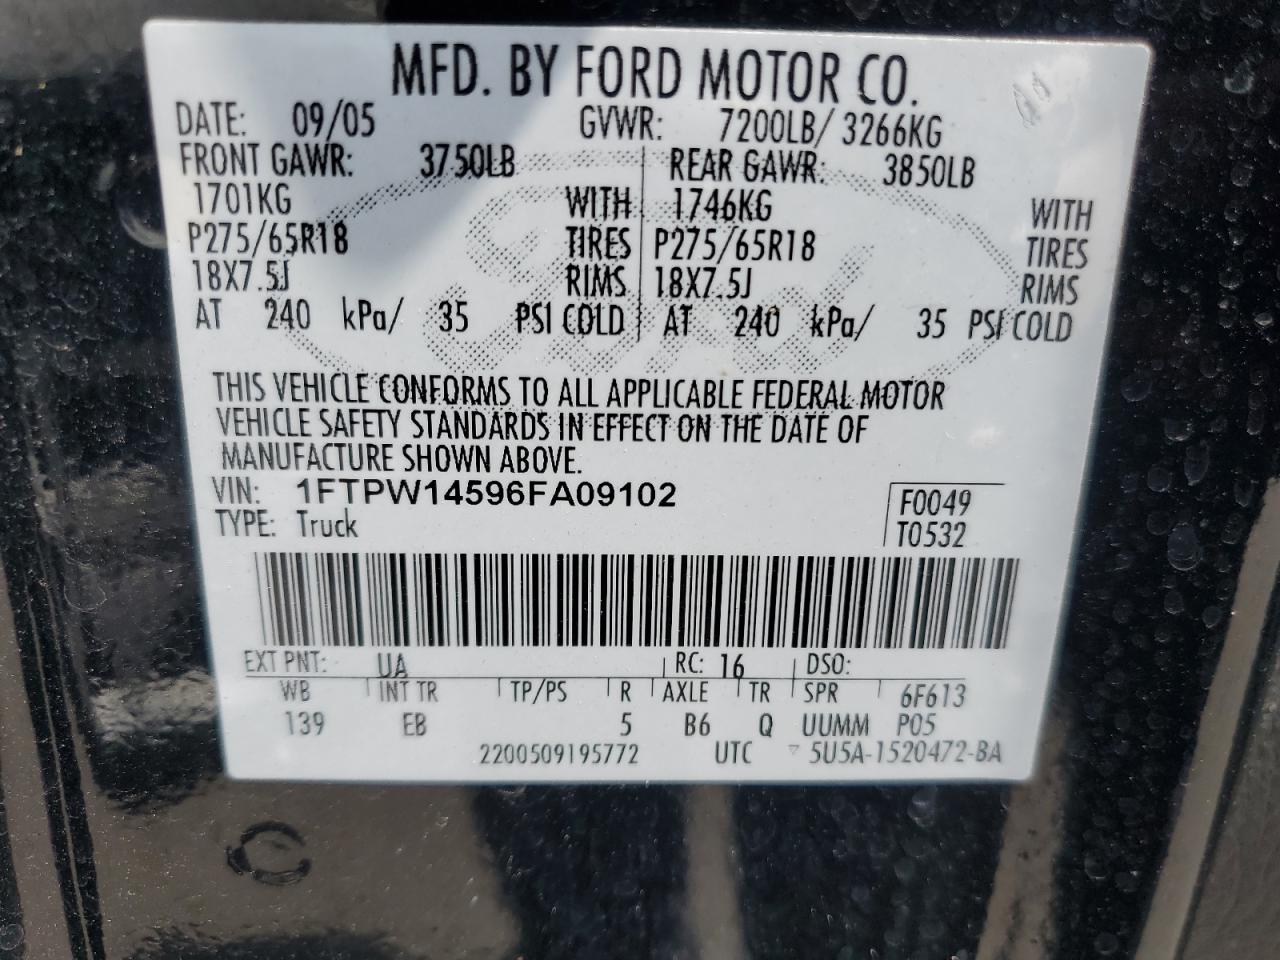 MFD. BY FORD MOTOR CO.
DATE: 09/05 GVWR: 7200LB/ 3266KG
FRONT GAWR: 3750LB REAR GAWR: 3850LB
1701KG WITH 1746KG WITH
P275/65R18 TIRES P275/65R18 TIRES
18X7.5J RIMS 18X7.5J RIMS
AT 240 kPa/ 35 PSI COLD AT 240 kPa/ 35 PSI COLD
THIS VEHICLE CONFORMS TO ALL APPLICABLE FEDERAL MOTOR
VEHICLE SAFETY STANDARDS IN EFFECT ON THE DATE OF
MANUFACTURE SHOWN ABOVE.
VIN: 1FTPW14596FA09102 F0049
TYPE: Truck T0532
EXT PNT: UA RC: 16 DSO:
WB INT TR TP/PS R AXLE TR SPR 6F613
139 EB 5 B6 Q UUMM P05
2200509195772 UTC ▽ 5U5A-1520472-BA